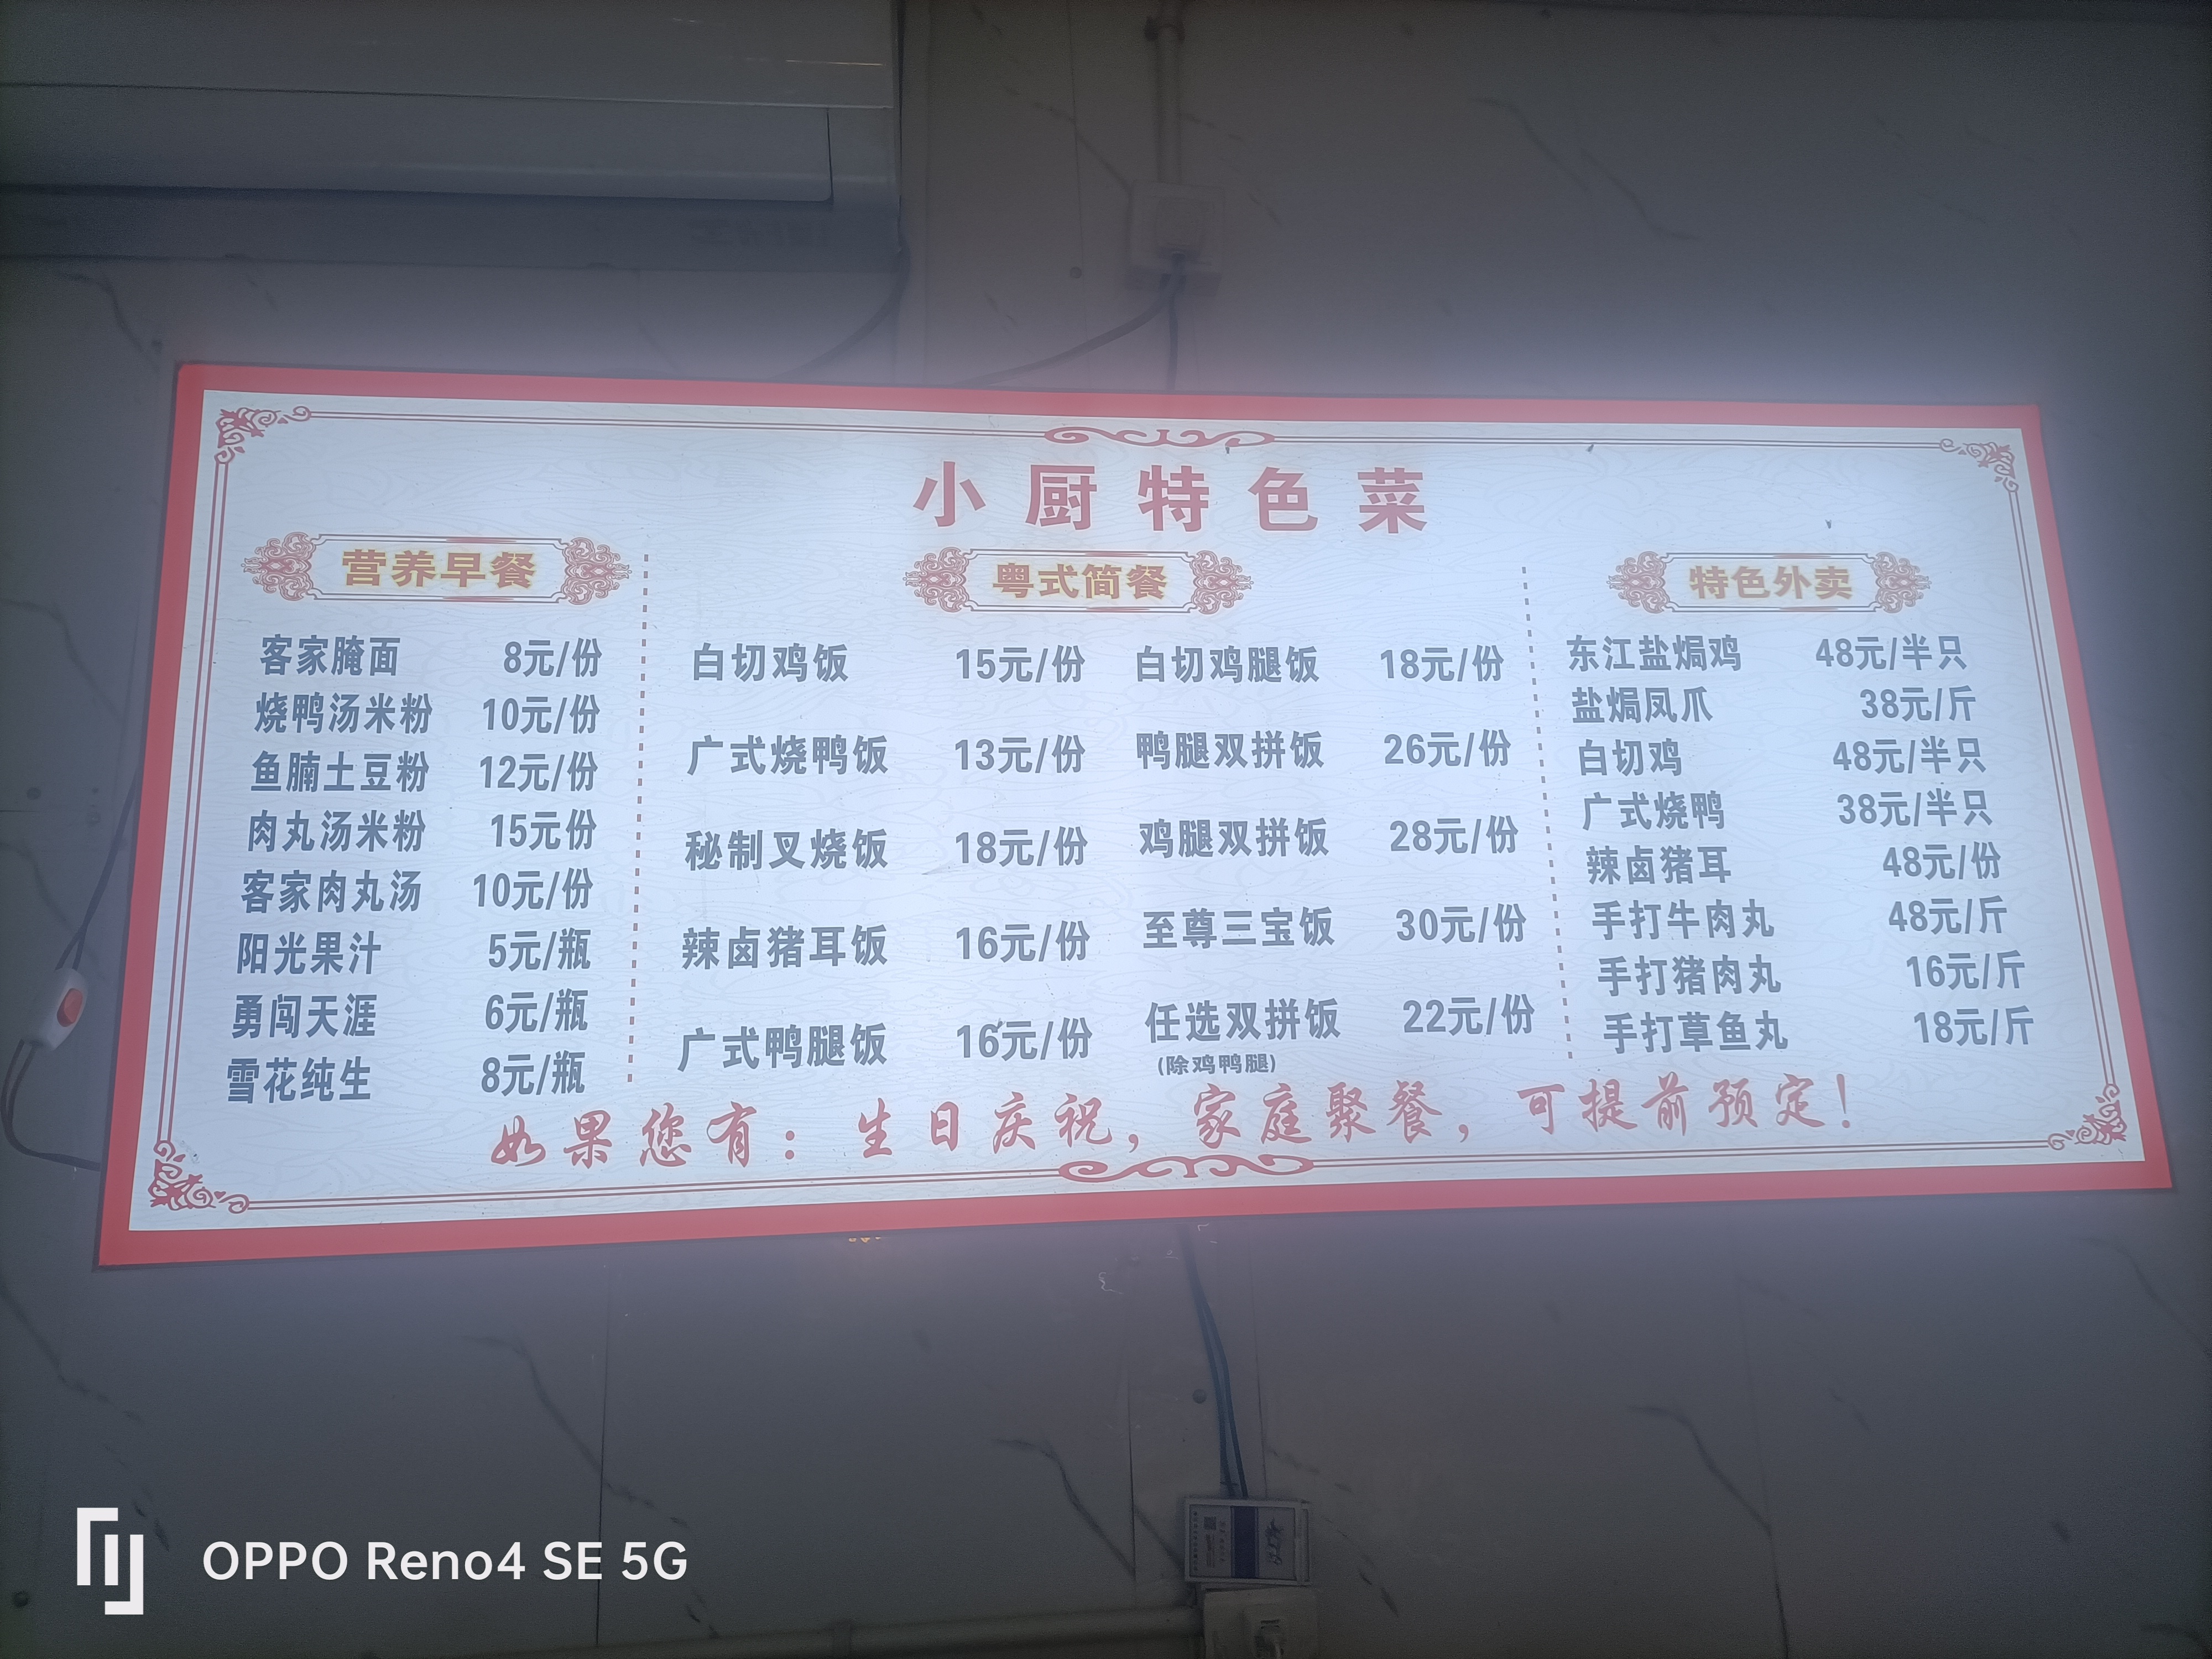 小厨特色菜
营养早餐
客家腌面 8元/份
烧鸭汤米粉 10元/份
鱼腩土豆粉 12元/份
肉丸汤米粉 15元份
客家肉丸汤 10元/份
阳光果汁 5元/瓶
勇闯天涯 6元/瓶
雪花纯生 8元/瓶
粤式简餐
白切鸡饭 15元/份 白切鸡腿饭 18元/份
广式烧鸭饭 13元/份 鸭腿双拼饭 26元/份
秘制叉烧饭 18元/份 鸡腿双拼饭 28元/份
辣卤猪耳饭 16元/份 至尊三宝饭 30元/份
广式鸭腿饭 16元/份 任选双拼饭 22元/份
(除鸡鸭腿)
特色外卖
东江盐焗鸡 48元/半只
盐焗凤爪 38元/斤
白切鸡 48元/半只
广式烧鸭 38元/半只
辣卤猪耳 48元/份
手打牛肉丸 48元/斤
手打猪肉丸 16元/斤
手打草鱼丸 18元/斤
如果您有：生日庆祝，家庭聚餐，可提前预定！
OPPO Reno4 SE 5G